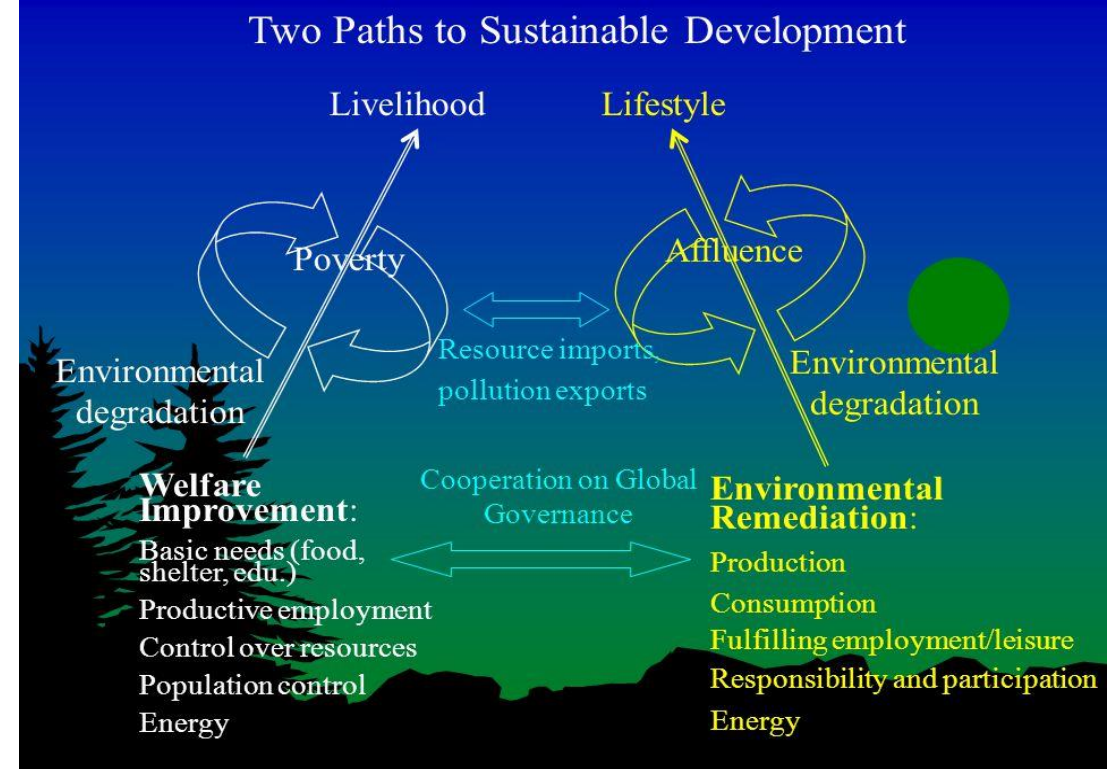 Two Paths to Sustainable Development
Livelihood
Lifestyle
Poverty
Affluence
Resource imports,
pollution exports
Environmental
degradation
Environmental
degradation
Cooperation on Global
Governance
Welfare
Improvement:
Basic needs (food,
shelter, edu.)
Productive employment
Control over resources
Population control
Energy
Environmental
Remediation:
Production
Consumption
Fulfilling employment/leisure
Responsibility and participation
Energy